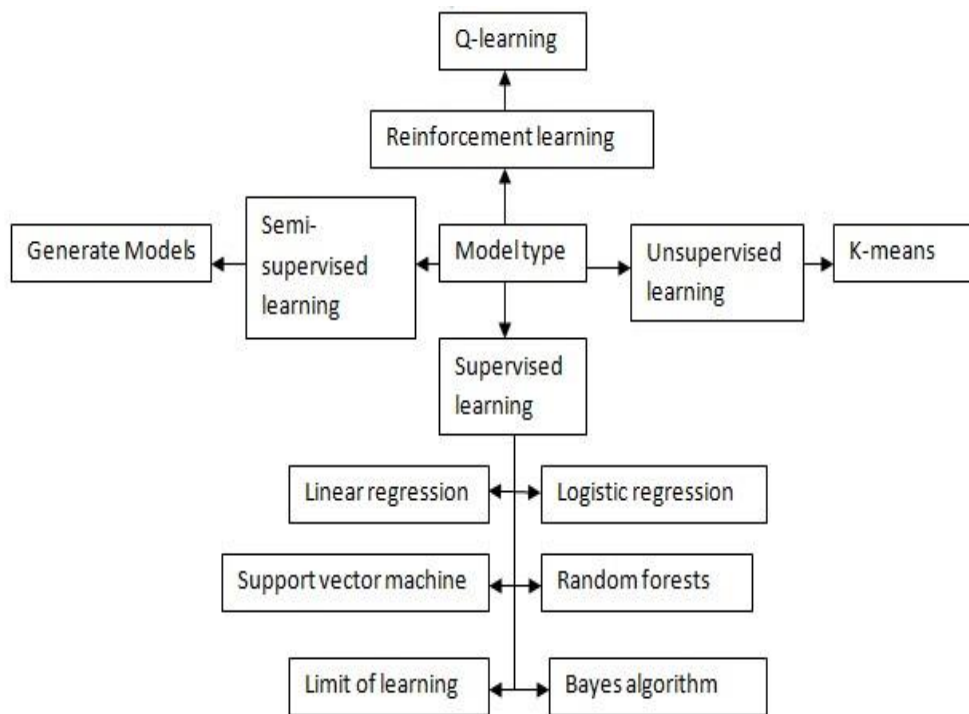 Q-learning
Reinforcement learning
Generate Models
Semi-
supervised
learning
Model type
Unsupervised
learning
K-means
Supervised
learning
Linear regression
Logistic regression
Support vector machine
Random forests
Limit of learning
Bayes algorithm